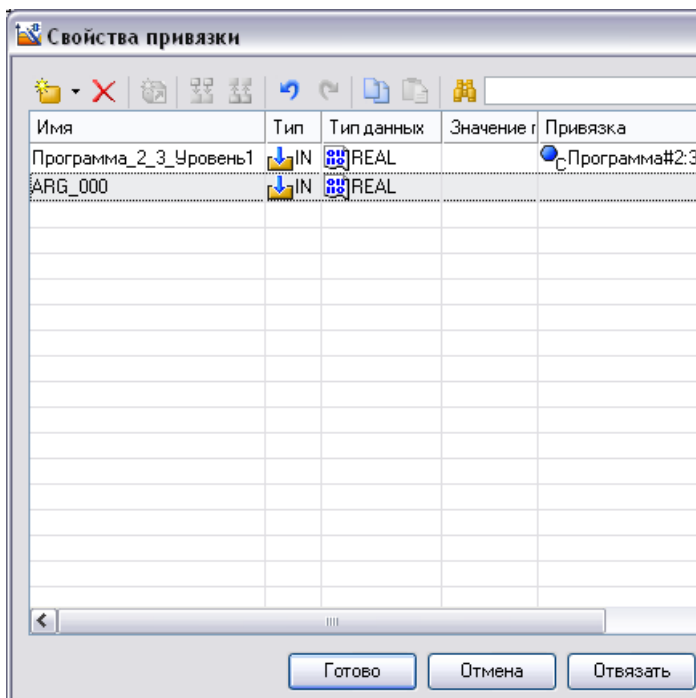 Свойства привязки
Имя Тип Тип данных Значение г Привязка
Программа_2_3_Уровень1 IN REAL C Программа#2:3
ARG_000 IN REAL
Готово Отмена Отвязать